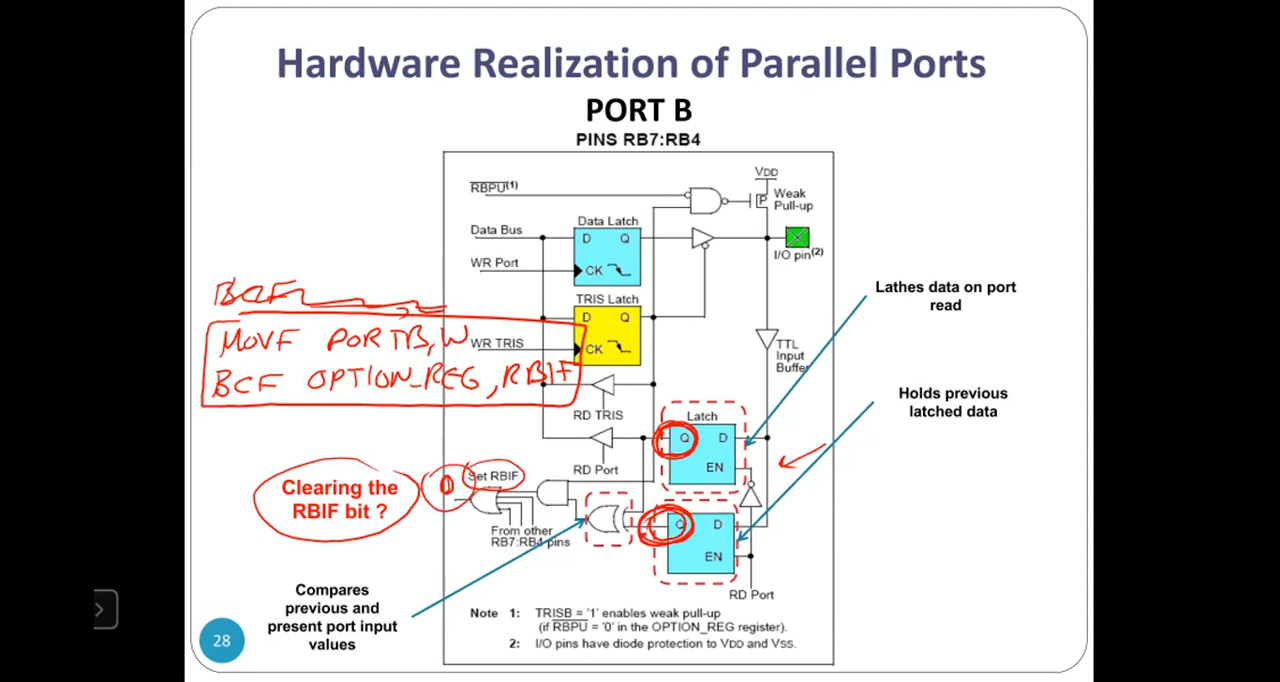 Hardware Realization of Parallel Ports
PORT B
PINS RB7:RB4
RBPU(1)
VDD
P
Weak
Pull-up
Data Latch
Data Bus
D Q
WR Port
CK
I/O pin(2)
TRIS Latch
D Q
WR TRIS
CK
TTL
Input
Buffer
RD TRIS
Latch
Q D
EN
RD Port
Set RBIF
From other
RB7:RB4 pins
Q D
EN
RD Port
BCF
MOVF PORTB, W
BCF OPTION_REG, RBIF
0
Clearing the
RBIF bit ?
Lathes data on port
read
Holds previous
latched data
Compares
previous and
present port input
values
Note 1: TRISB = '1' enables weak pull-up
(if RBPU = '0' in the OPTION_REG register).
2: I/O pins have diode protection to VDD and VSS.
28